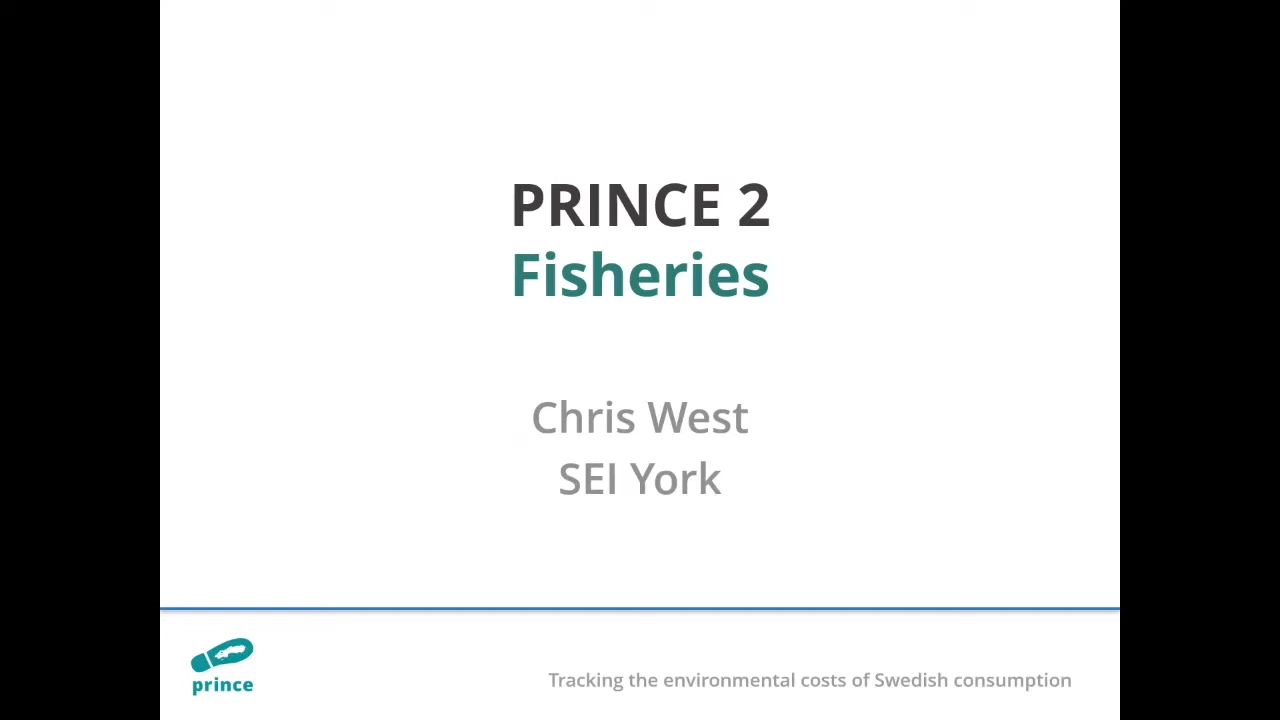 PRINCE 2
Fisheries
Chris West
SEI York
prince
Tracking the environmental costs of Swedish consumption